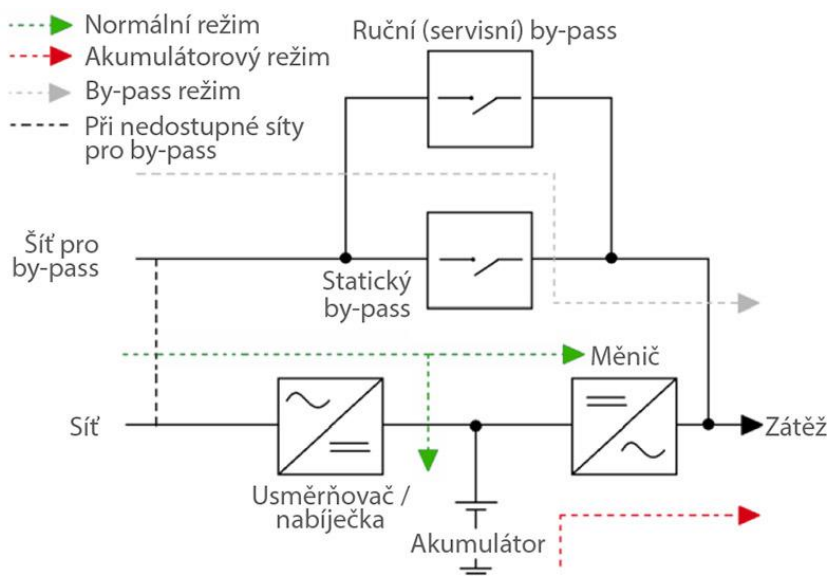 Normální režim
Akumulátorový režim
By-pass režim
Při nedostupné síty
pro by-pass
Ruční (servisní) by-pass
Šíť pro
by-pass
Statický
by-pass
Měnič
Síť
Zátěž
Usměrňovač /
nabíječka
Akumulátor